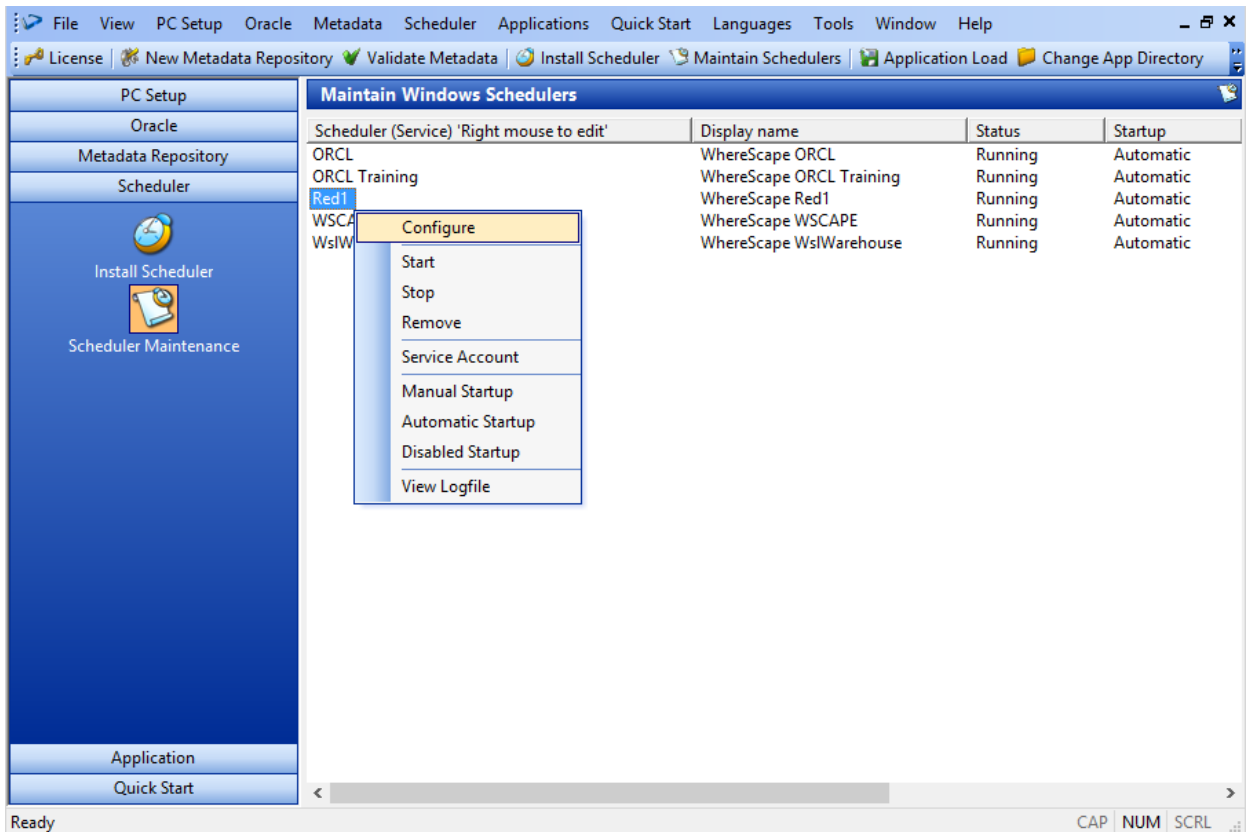 File View PC Setup Oracle Metadata Scheduler Applications Quick Start Languages Tools Window Help
License New Metadata Repository Validate Metadata Install Scheduler Maintain Schedulers Application Load Change App Directory
PC Setup
Oracle
Metadata Repository
Scheduler
Install Scheduler
Scheduler Maintenance
Application
Quick Start
Maintain Windows Schedulers
Scheduler (Service) 'Right mouse to edit' Display name Status Startup
ORCL WhereScape ORCL Running Automatic
ORCL Training WhereScape ORCL Training Running Automatic
Red1 WhereScape Red1 Running Automatic
WSCA WhereScape WSCAPE Running Automatic
WslW WhereScape WslWarehouse Running Automatic
Configure
Start
Stop
Remove
Service Account
Manual Startup
Automatic Startup
Disabled Startup
View Logfile
Ready CAP NUM SCRL